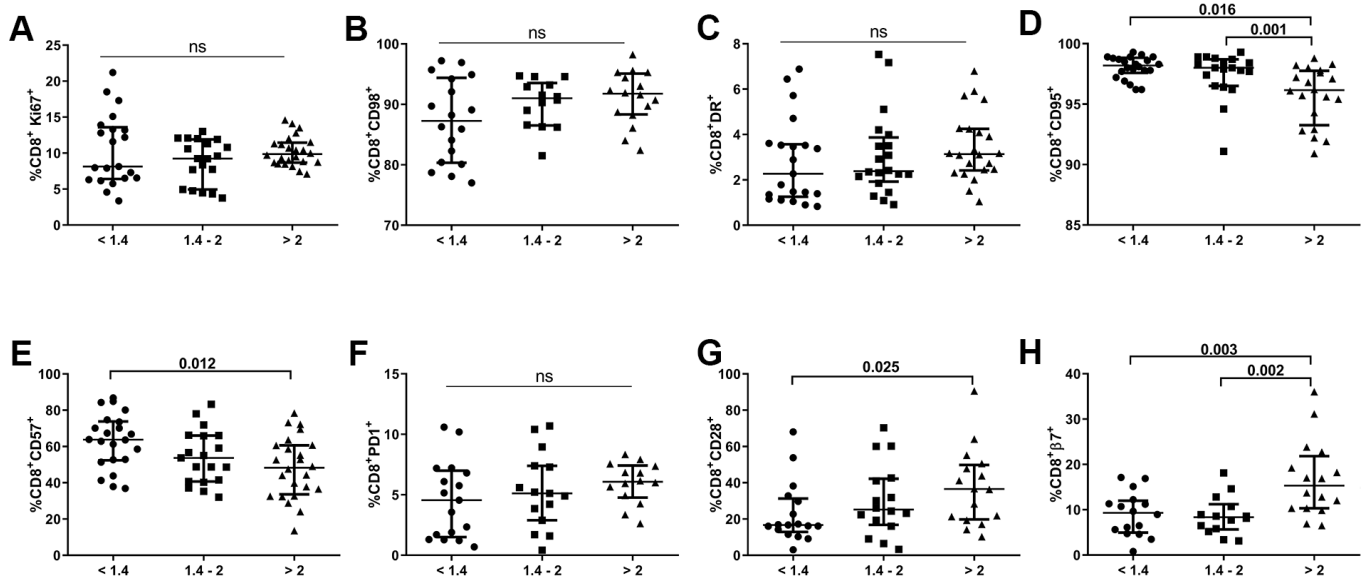 A
%CD8+ Ki67+
ns
25
20
15
10
5
0
< 1.4
1.4 - 2
> 2
B
%CD8+CD98+
ns
100
90
80
70
< 1.4
1.4 - 2
> 2
C
%CD8+DR+
ns
8
6
4
2
0
< 1.4
1.4 - 2
> 2
D
%CD8+CD95+
0.016
0.001
100
95
90
85
< 1.4
1.4 - 2
> 2
E
%CD8+CD57+
0.012
100
80
60
40
20
0
< 1.4
1.4 - 2
> 2
F
%CD8+PD1+
ns
15
10
5
0
< 1.4
1.4 - 2
> 2
G
%CD8+CD28+
0.025
100
80
60
40
20
0
< 1.4
1.4 - 2
> 2
H
%CD8+β7+
0.003
0.002
40
30
20
10
0
< 1.4
1.4 - 2
> 2